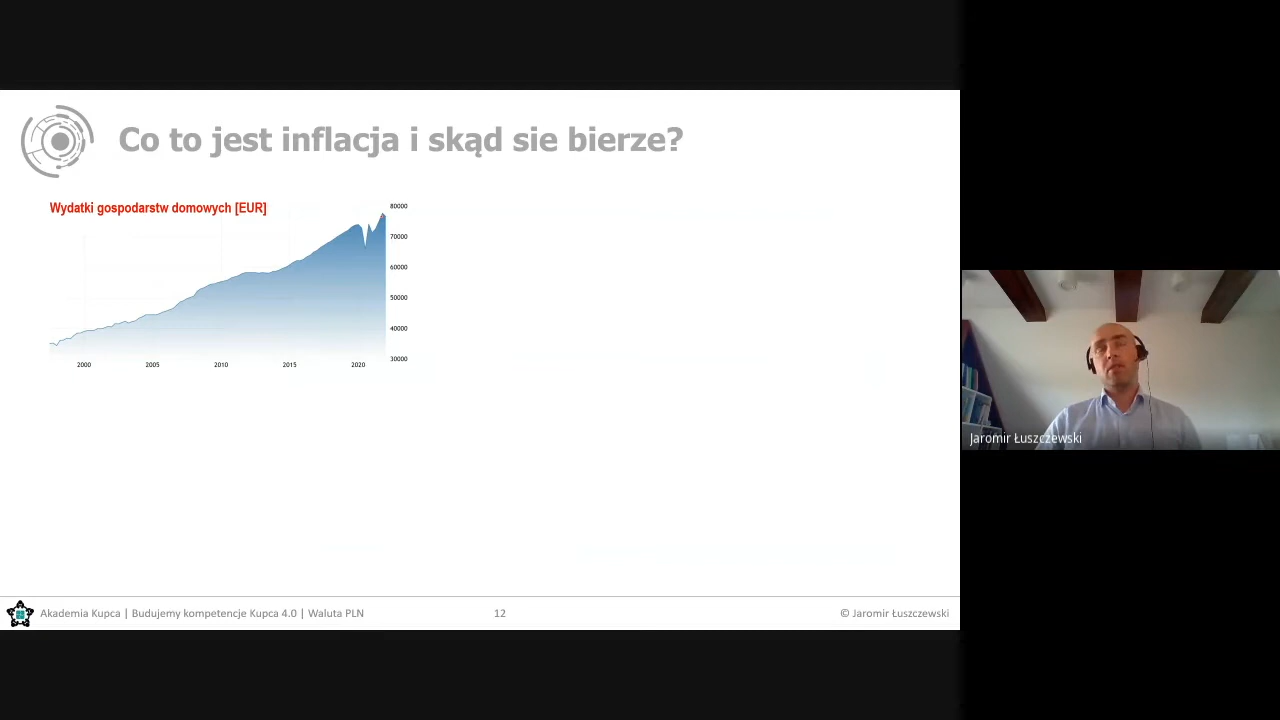 Co to jest inflacja i skąd sie bierze?
Wydatki gospodarstw domowych [EUR]
80000
70000
60000
50000
40000
30000
2000 2005 2010 2015 2020
Jaromir Łuszczewski
Akademia Kupca | Budujemy kompetencje Kupca 4.0 | Waluta PLN 12 © Jaromir Łuszczewski